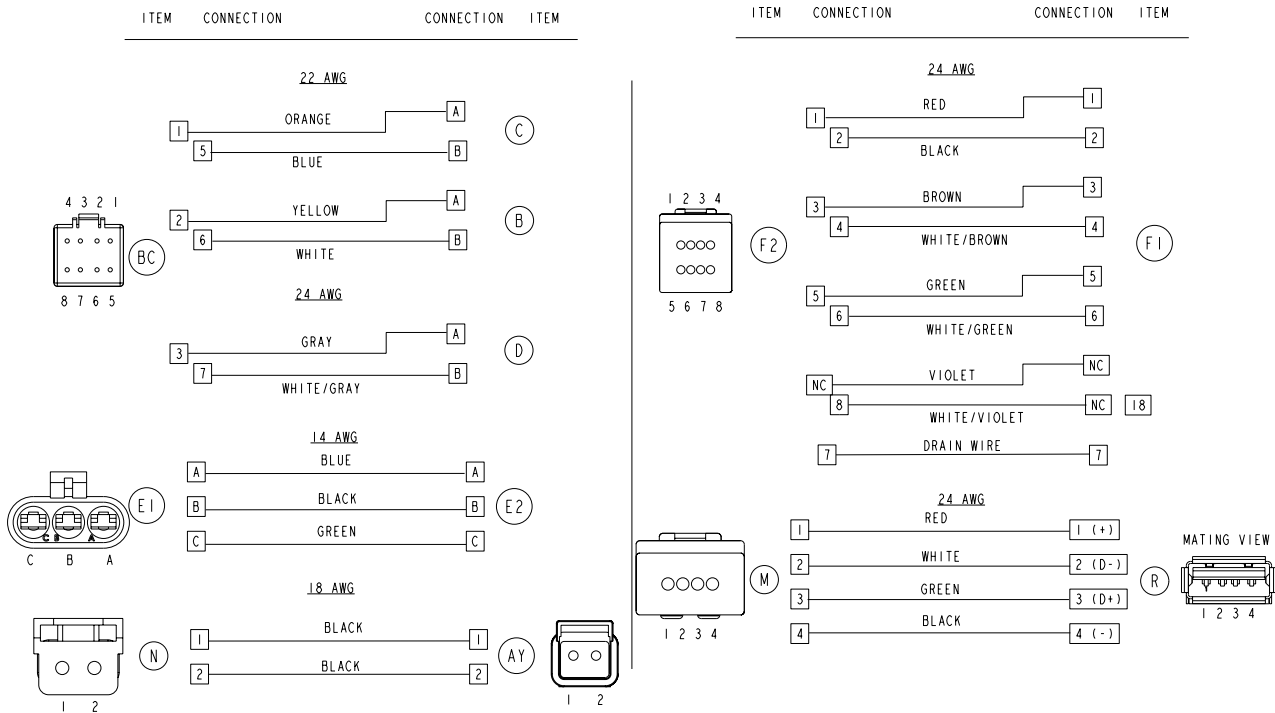 ITEM CONNECTION CONNECTION ITEM
22 AWG
1 ORANGE A
5 BLUE B
C
2 YELLOW A
6 WHITE B
B
4 3 2 1
BC
8 7 6 5
24 AWG
3 GRAY A
7 WHITE/GRAY B
D
14 AWG
A BLUE A
B BLACK B
C GREEN C
E1 E2
C B A
C B A
18 AWG
1 BLACK 1
2 BLACK 2
N AY
1 2
1 2
ITEM CONNECTION CONNECTION ITEM
24 AWG
1 RED 1
2 BLACK 2
3 BROWN 3
4 WHITE/BROWN 4
1 2 3 4
F2 F1
5 6 7 8
5 GREEN 5
6 WHITE/GREEN 6
NC VIOLET NC
8 WHITE/VIOLET NC 18
7 DRAIN WIRE 7
24 AWG
1 RED 1 (+)
2 WHITE 2 (D-)
3 GREEN 3 (D+)
4 BLACK 4 (-)
M R
1 2 3 4
MATING VIEW
1 2 3 4